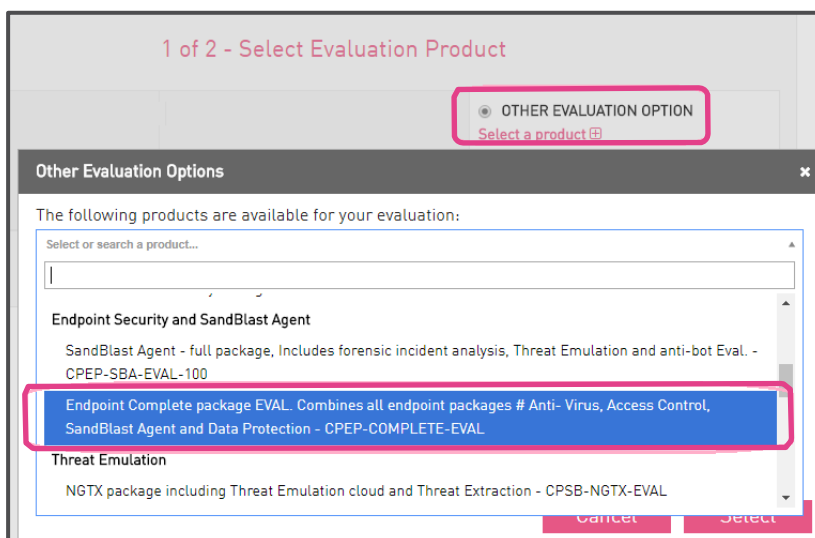 1 of 2 - Select Evaluation Product
OTHER EVALUATION OPTION
Select a product
Other Evaluation Options
The following products are available for your evaluation:
Select or search a product...
Endpoint Security and SandBlast Agent
SandBlast Agent - full package, Includes forensic incident analysis, Threat Emulation and anti-bot Eval. -
CPEP-SBA-EVAL-100
Endpoint Complete package EVAL. Combines all endpoint packages # Anti- Virus, Access Control,
SandBlast Agent and Data Protection - CPEP-COMPLETE-EVAL
Threat Emulation
NGTX package including Threat Emulation cloud and Threat Extraction - CPSB-NGTX-EVAL
Cancel
Select